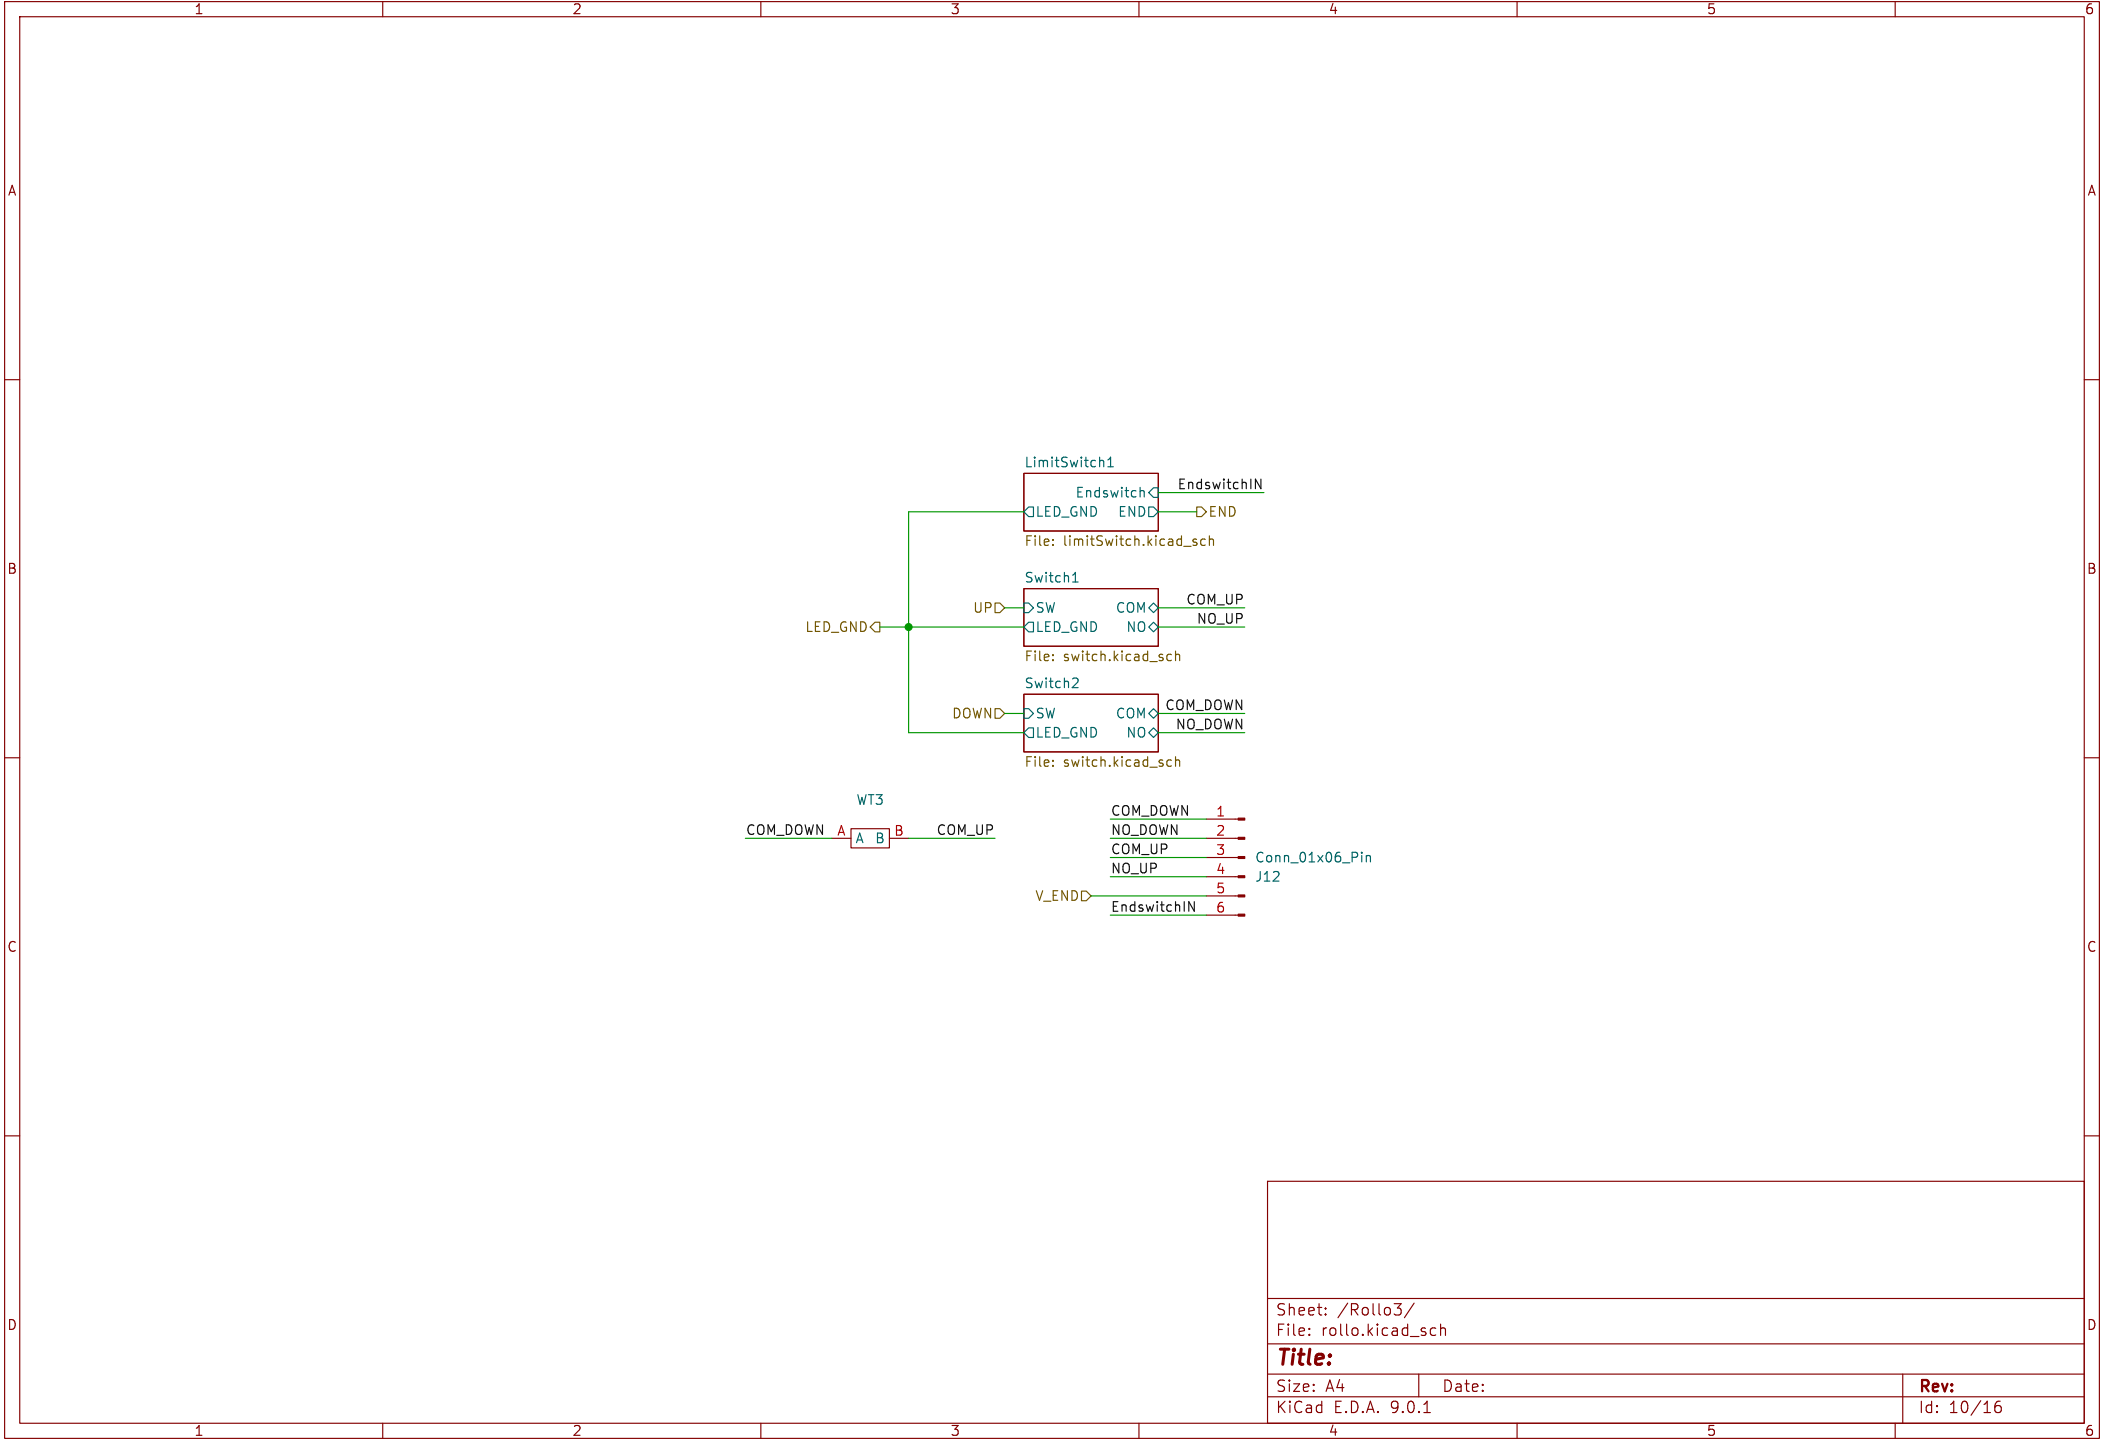 1 2 3 4 5 6
A A
LimitSwitch1
EndswitchIN
Endswitch
LED_GND END END
File: limitSwitch.kicad_sch
B B
Switch1
COM_UP
UP SW COM
NO_UP
LED_GND LED_GND NO
File: switch.kicad_sch
Switch2
COM_DOWN
DOWN SW COM
NO_DOWN
LED_GND NO
File: switch.kicad_sch
WT3
COM_DOWN A A B B COM_UP
COM_DOWN 1
NO_DOWN 2
COM_UP 3
Conn_01x06_Pin
NO_UP 4
J12
V_END 5
EndswitchIN 6
C C
Sheet: /Rollo3/
File: rollo.kicad_sch
D D
Title:
Size: A4 Date: Rev:
KiCad E.D.A. 9.0.1 Id: 10/16
1 2 3 4 5 6